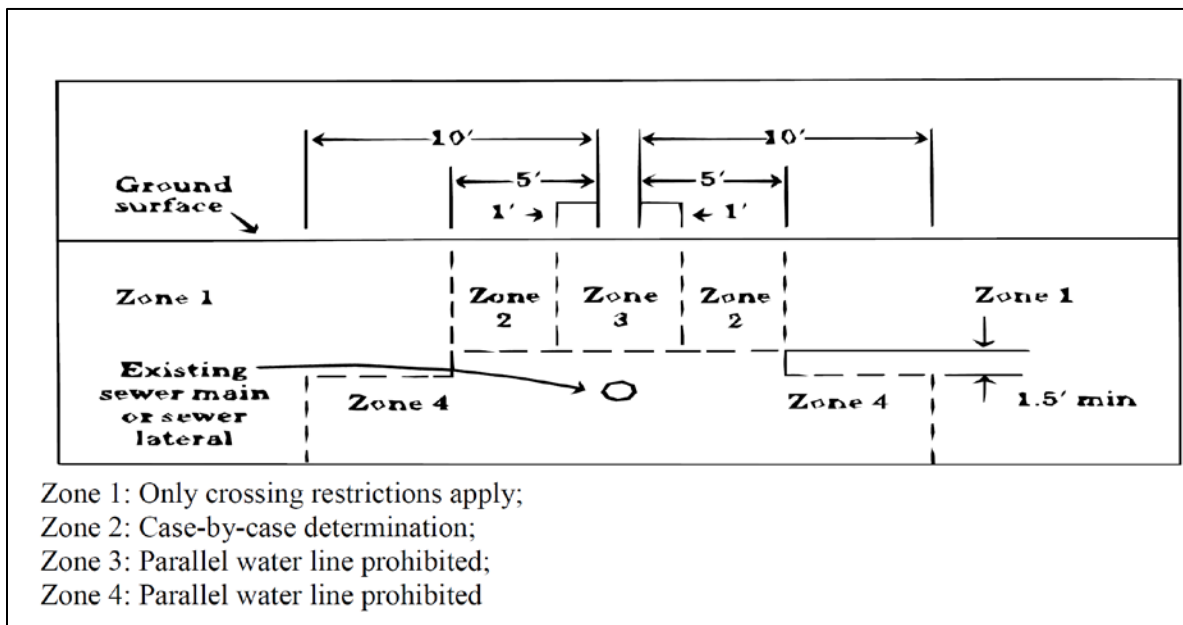 10′ 10′
5′ 5′
Ground
surface
1′ 1′
Zone 1 Zone
2 Zone
3 Zone
2 Zone 1
Existing
sewer main
or sewer
lateral
Zone 4 Zone 4 1.5′ min
Zone 1: Only crossing restrictions apply;
Zone 2: Case-by-case determination;
Zone 3: Parallel water line prohibited;
Zone 4: Parallel water line prohibited